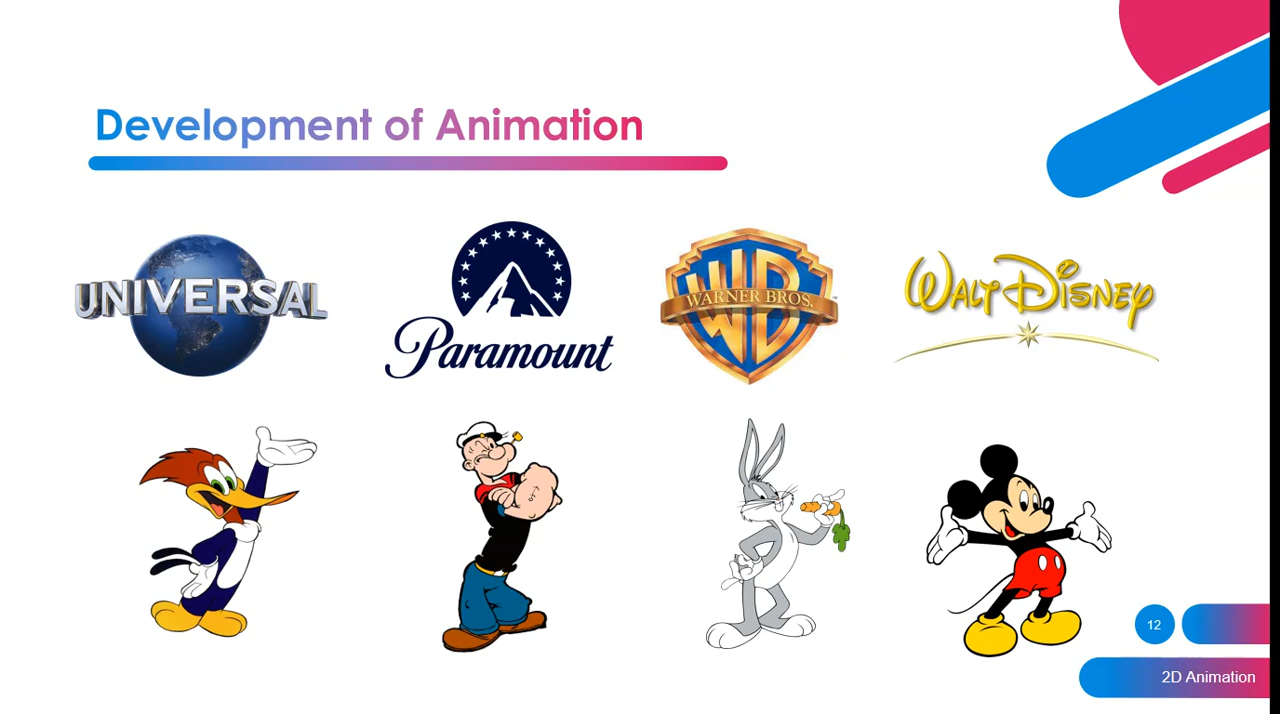 Development of Animation
UNIVERSAL
Paramount
WARNER BROS.
WB
WALT DISNEY
12
2D Animation